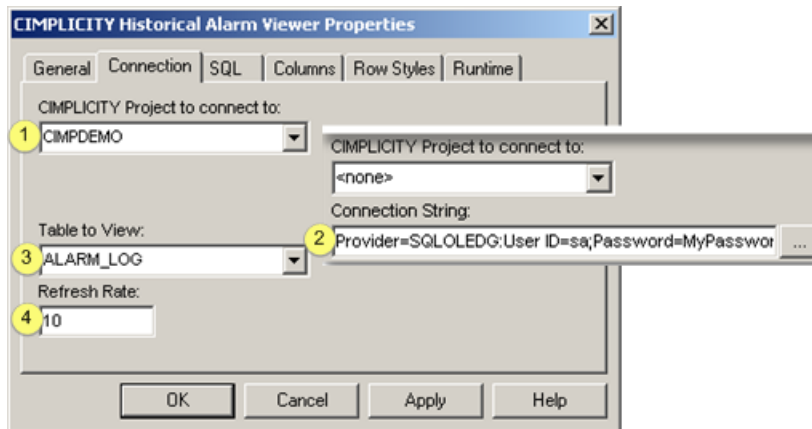 CIMPLICITY Historical Alarm Viewer Properties
General Connection SQL Columns Row Styles Runtime
CIMPLICITY Project to connect to:
1 CIMPDEMO
CIMPLICITY Project to connect to:
<none>
Connection String:
2 Provider=SQLOLEDG:User ID=sa;Password=MyPasswor ...
Table to View:
3 ALARM_LOG
Refresh Rate:
4 10
OK Cancel Apply Help